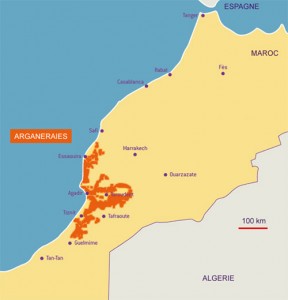 ESPAGNE
Tanger
MAROC
Fès
Rabat
Casablanca
ARGANERAIES
Safi
Marrakech
Essaouira
Ouarzazate
Agadir
Tiznit
Tafraoute
100 km
Guelmime
Tan-Tan
ALGERIE